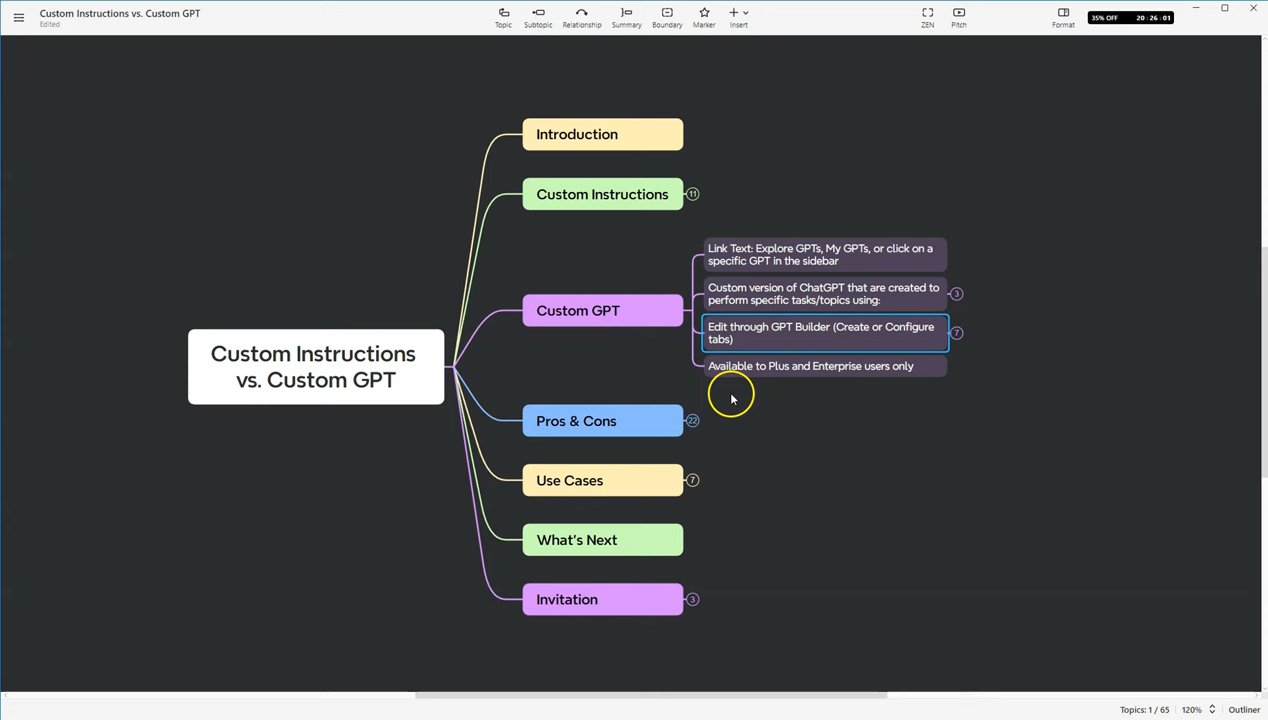 Custom Instructions vs. Custom GPT
Edited
Topic
Subtopic
Relationship
Summary
Boundary
Marker
Insert
ZEN
Pitch
Format
35% OFF 20 : 26 : 01
Introduction
Custom Instructions
11
Link Text: Explore GPTs, My GPTs, or click on a
specific GPT in the sidebar
Custom version of ChatGPT that are created to
perform specific tasks/topics using:
3
Custom GPT
Edit through GPT Builder (Create or Configure
tabs)
7
Available to Plus and Enterprise users only
Custom Instructions
vs. Custom GPT
Pros & Cons
22
Use Cases
7
What's Next
Invitation
3
Topics: 1 / 65
120%
Outliner